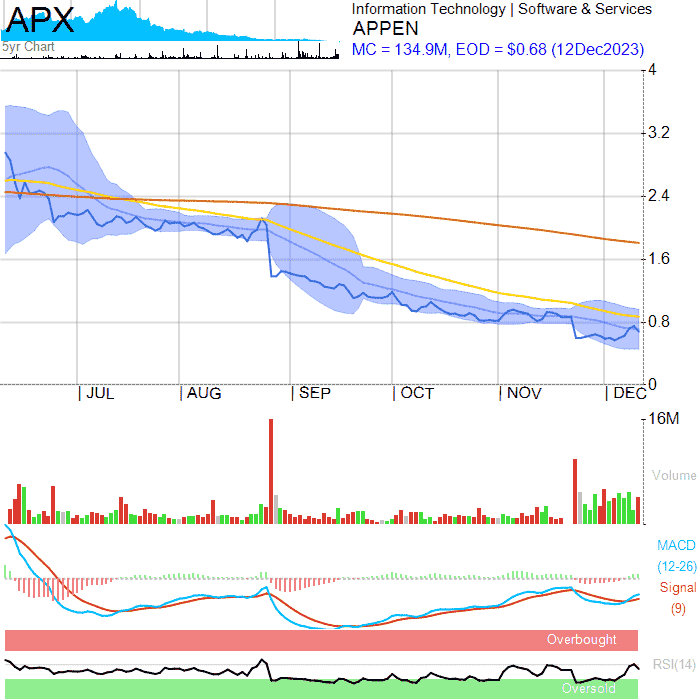 APX
5yr Chart
Information Technology | Software & Services
APPEN
MC = 134.9M, EOD = $0.68 (12Dec2023)
4
3.2
2.4
1.6
0.8
0
| JUL | AUG | SEP | OCT | NOV | DEC
16M
Volume
MACD
(12-26)
Signal
(9)
Overbought
RSI(14)
Oversold